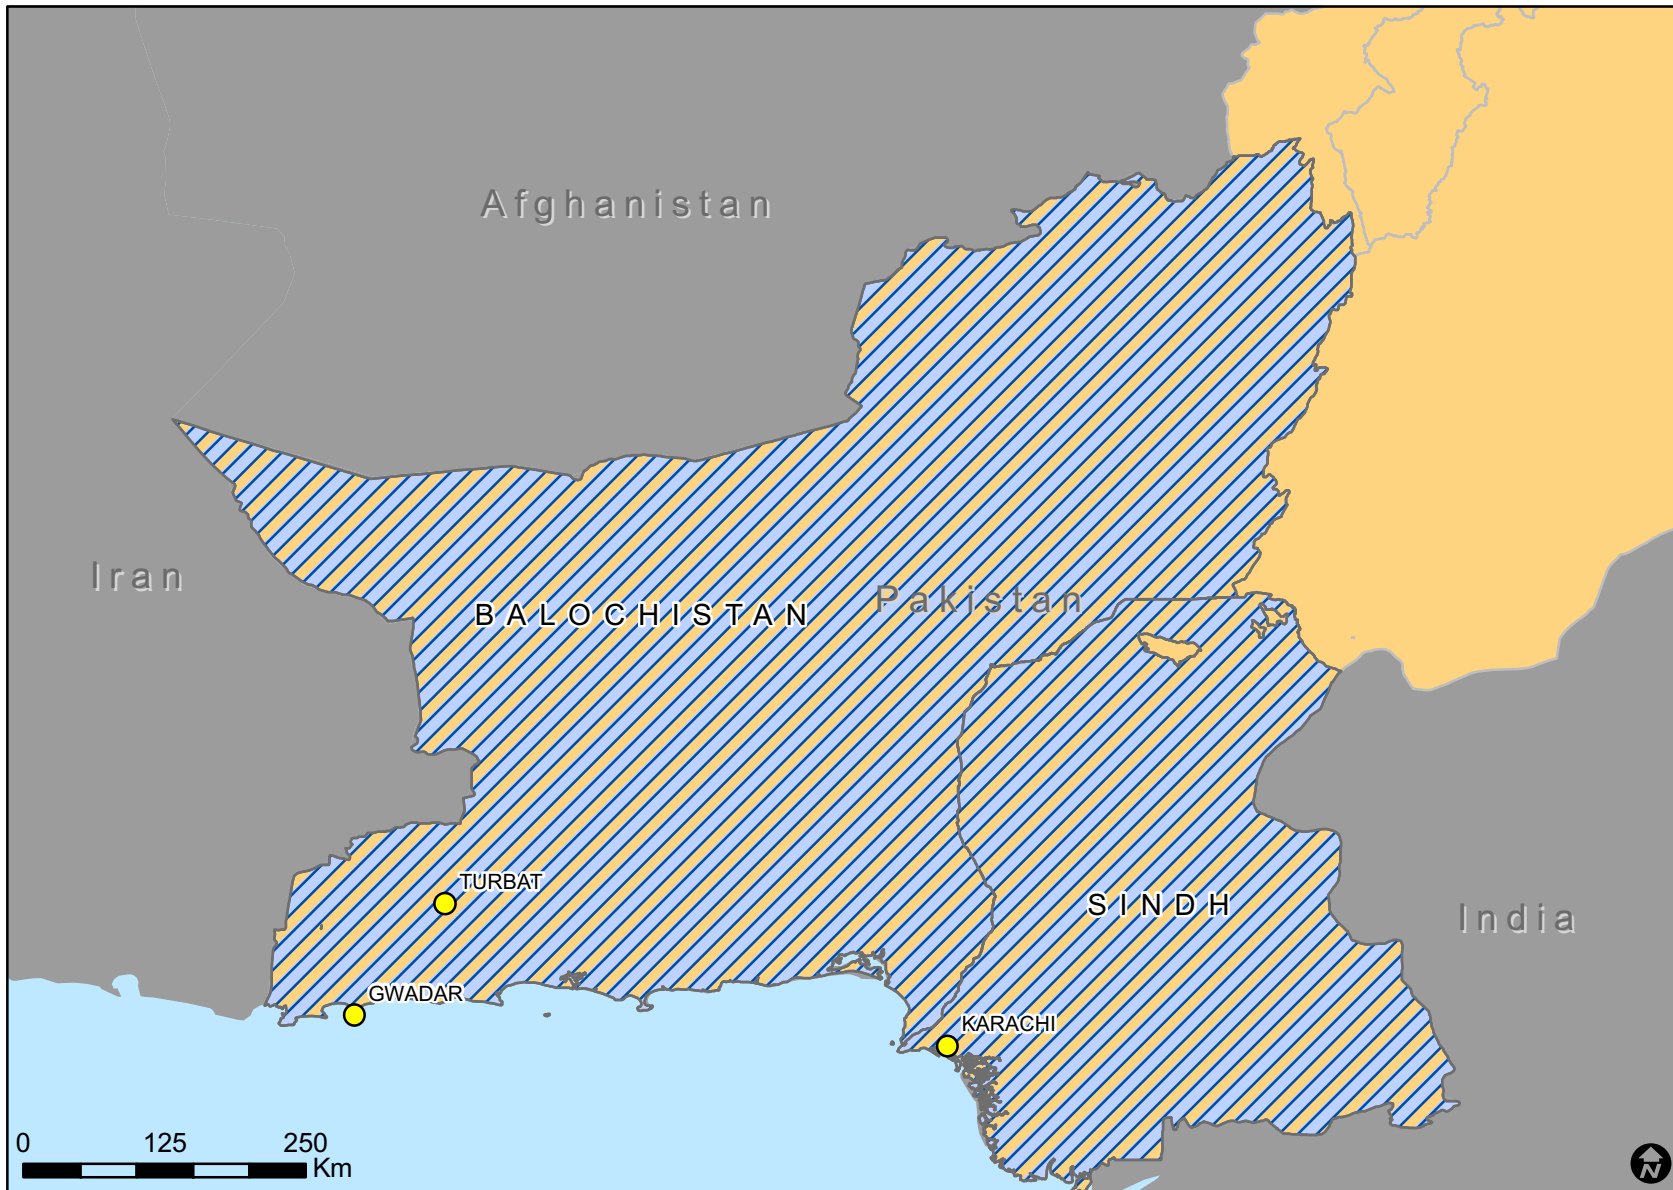 Afghanistan
Iran
Pakistan
BALOCHISTAN
TURBAT
SINDH
India
GWADAR
KARACHI
0 125 250
Km
N